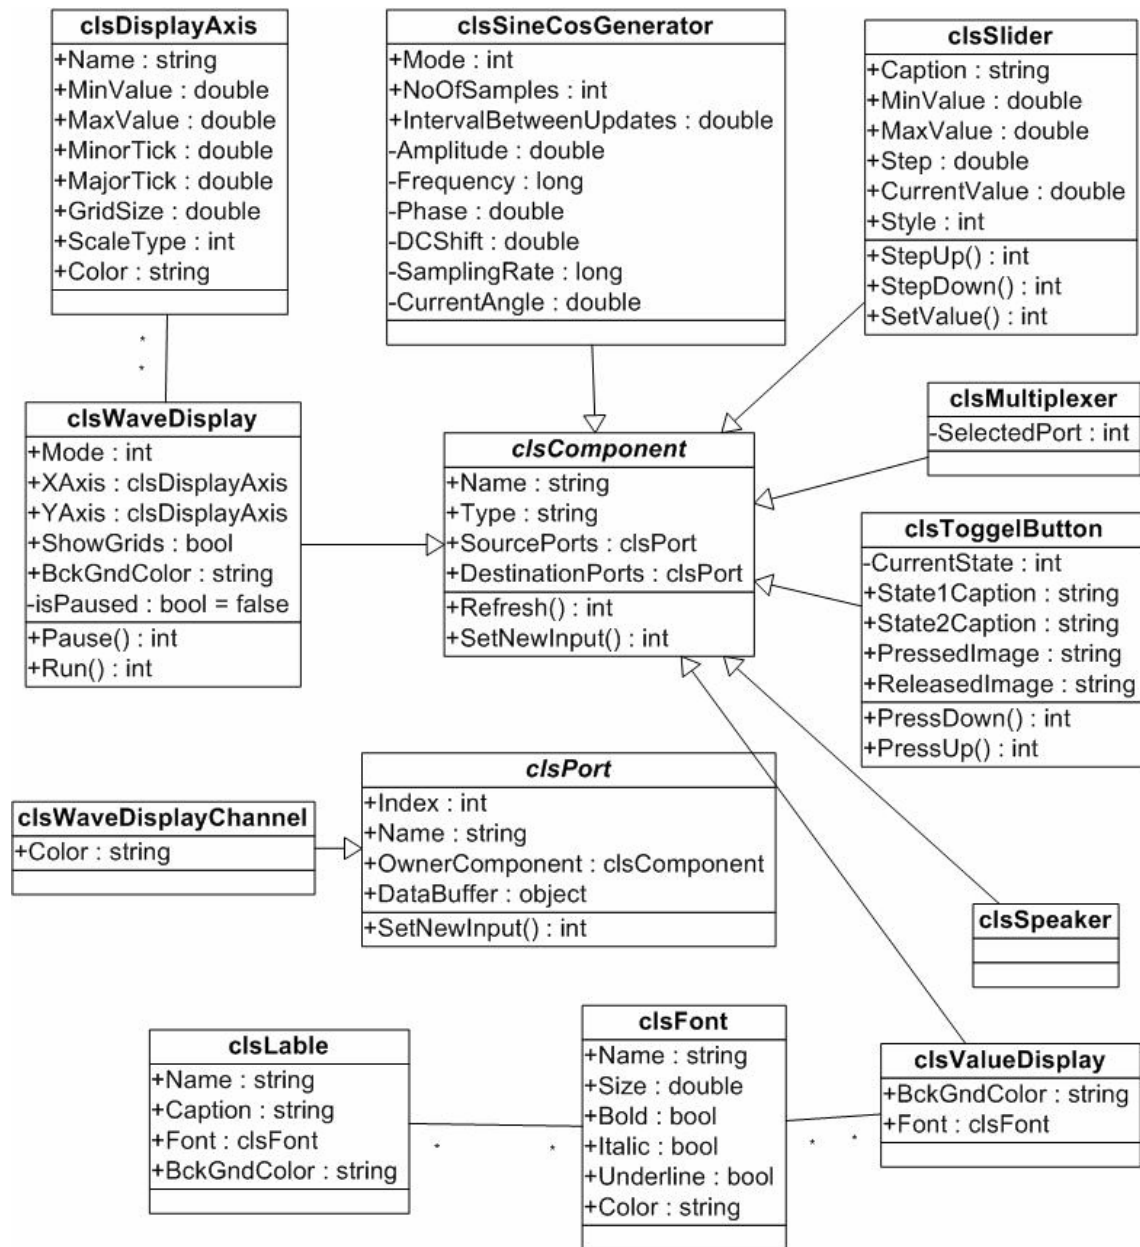 clsDisplayAxis
+Name : string
+MinValue : double
+MaxValue : double
+MinorTick : double
+MajorTick : double
+GridSize : double
+ScaleType : int
+Color : string
clsSineCosGenerator
+Mode : int
+NoOfSamples : int
+IntervalBetweenUpdates : double
-Amplitude : double
-Frequency : long
-Phase : double
-DCShift : double
-SamplingRate : long
-CurrentAngle : double
clsSlider
+Caption : string
+MinValue : double
+MaxValue : double
+Step : double
+CurrentValue : double
+Style : int
+StepUp() : int
+StepDown() : int
+SetValue() : int
*
*
clsWaveDisplay
+Mode : int
+XAxis : clsDisplayAxis
+YAxis : clsDisplayAxis
+ShowGrids : bool
+BckGndColor : string
-isPaused : bool = false
+Pause() : int
+Run() : int
clsComponent
+Name : string
+Type : string
+SourcePorts : clsPort
+DestinationPorts : clsPort
+Refresh() : int
+SetNewInput() : int
clsMultiplexer
-SelectedPort : int
clsToggelButton
-CurrentState : int
+State1Caption : string
+State2Caption : string
+PressedImage : string
+ReleasedImage : string
+PressDown() : int
+PressUp() : int
clsWaveDisplayChannel
+Color : string
clsPort
+Index : int
+Name : string
+OwnerComponent : clsComponent
+DataBuffer : object
+SetNewInput() : int
clsSpeaker
clsLable
+Name : string
+Caption : string
+Font : clsFont
+BckGndColor : string
*
*
clsFont
+Name : string
+Size : double
+Bold : bool
+Italic : bool
+Underline : bool
+Color : string
*
*
clsValueDisplay
+BckGndColor : string
+Font : clsFont